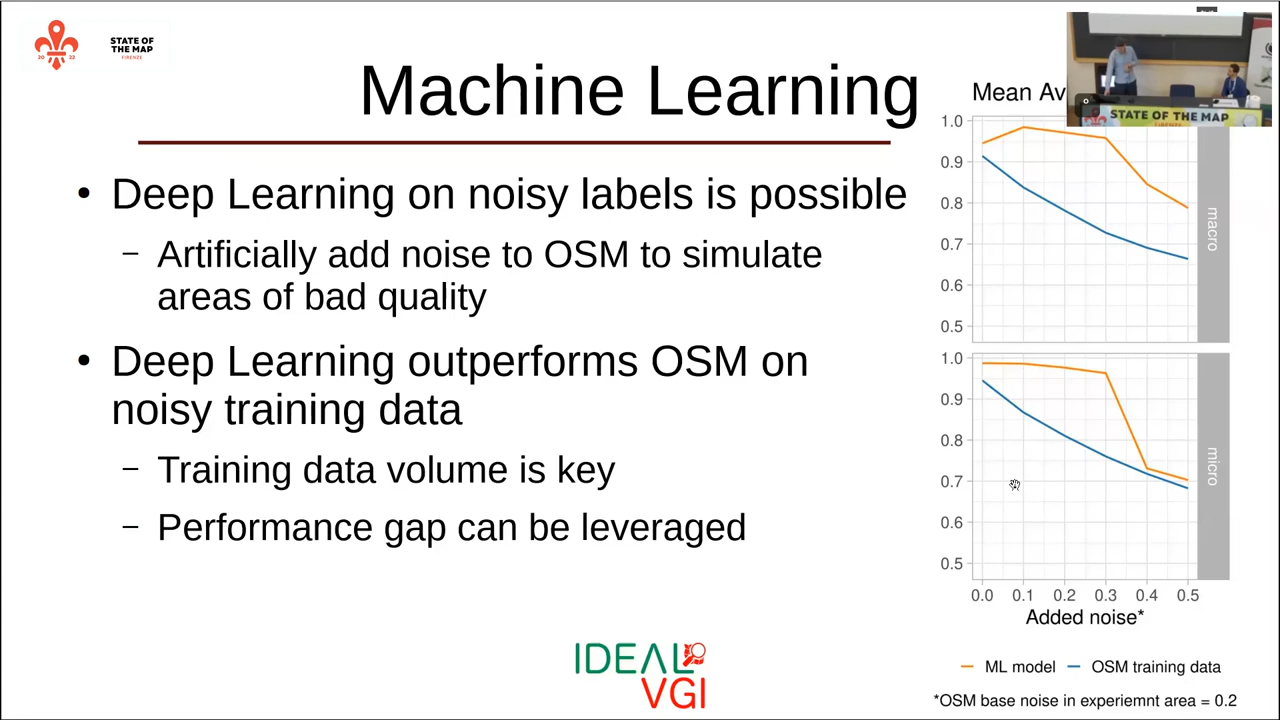 20 22
STATE OF
THE MAP
FIRENZE
Machine Learning
• Deep Learning on noisy labels is possible
– Artificially add noise to OSM to simulate
areas of bad quality
• Deep Learning outperforms OSM on
noisy training data
– Training data volume is key
– Performance gap can be leveraged
IDEAL
VGI
Mean Av
STATE OF THE MAP
FIRENZE
1.0
0.9
0.8
0.7
0.6
0.5
macro
1.0
0.9
0.8
0.7
0.6
0.5
micro
0.0 0.1 0.2 0.3 0.4 0.5
Added noise*
ML model OSM training data
*OSM base noise in experiemnt area = 0.2